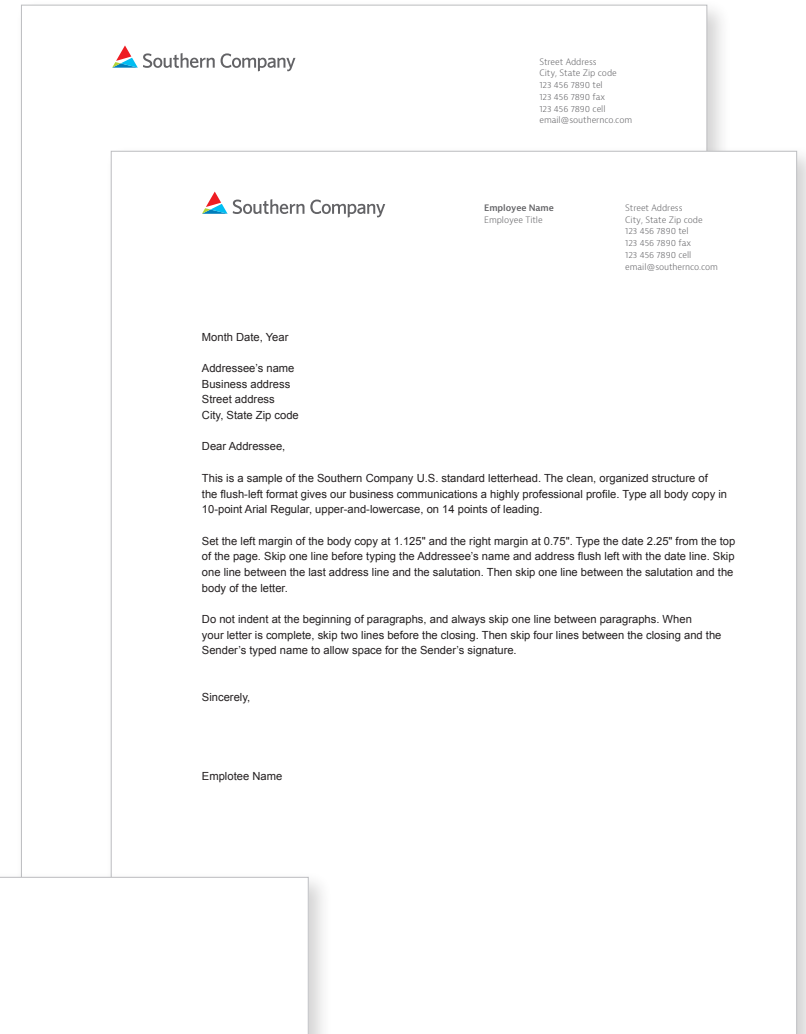 Southern Company
Street Address
City, State Zip code
123 456 7890 tel
123 456 7890 fax
123 456 7890 cell
email@southernco.com
Southern Company
Employee Name
Employee Title
Street Address
City, State Zip code
123 456 7890 tel
123 456 7890 fax
123 456 7890 cell
email@southernco.com
Month Date, Year
Addressee’s name
Business address
Street address
City, State Zip code
Dear Addressee,
This is a sample of the Southern Company U.S. standard letterhead. The clean, organized structure of
the flush-left format gives our business communications a highly professional profile. Type all body copy in
10-point Arial Regular, upper-and-lowercase, on 14 points of leading.
Set the left margin of the body copy at 1.125" and the right margin at 0.75". Type the date 2.25" from the top
of the page. Skip one line before typing the Addressee’s name and address flush left with the date line. Skip
one line between the last address line and the salutation. Then skip one line between the salutation and the
body of the letter.
Do not indent at the beginning of paragraphs, and always skip one line between paragraphs. When
your letter is complete, skip two lines before the closing. Then skip four lines between the closing and the
Sender’s typed name to allow space for the Sender’s signature.
Sincerely,
Emplotee Name